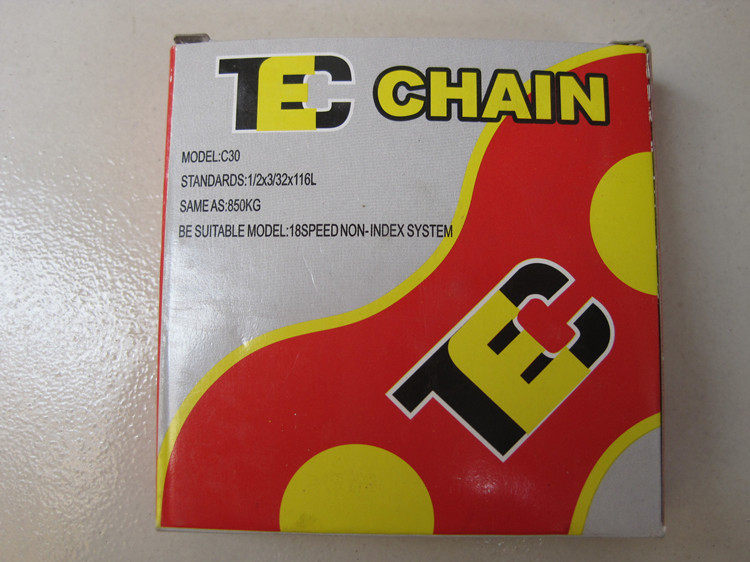 TEC CHAIN
MODEL:C30
STANDARDS:1/2x3/32x116L
SAME AS:850KG
BE SUITABLE MODEL:18SPEED NON-INDEX SYSTEM
TEC